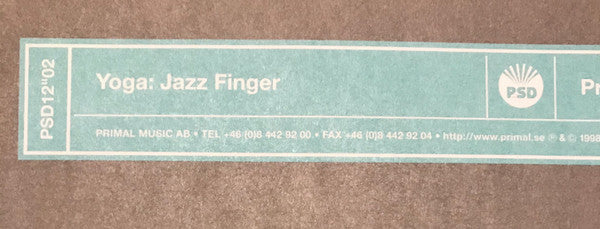 PSD12"02
Yoga: Jazz Finger
PSD
Pr
PRIMAL MUSIC AB • TEL +46 (0)8 442 92 00 • FAX +46 (0)8 442 92 04 • http://www.primal.se ℗ & © 1998